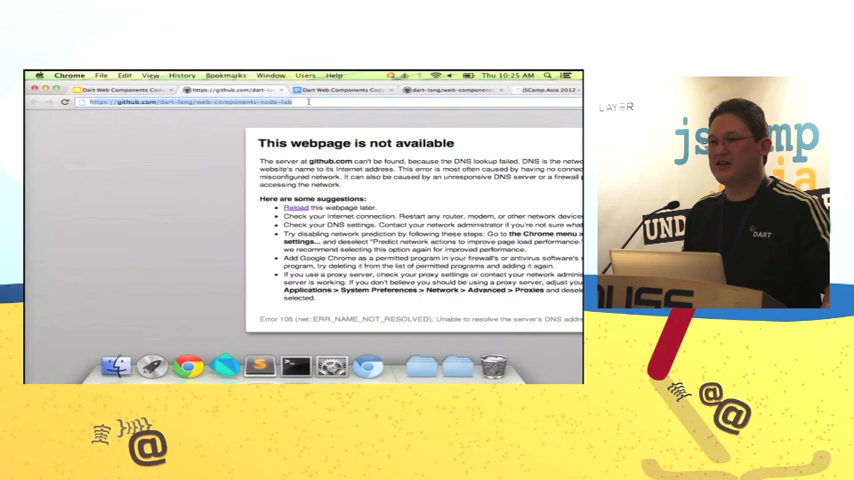 Chrome File Edit View History Bookmarks Window Users Help Thu 10:25 AM
Dart Web Components Cod
https://github.com/dart-lan
Dart Web Components Code
dart-lang/web-component
JSCamp.Asia 2012
https://github.com/dart-lang/web-components-code-lab
This webpage is not available
The server at github.com can't be found, because the DNS lookup failed. DNS is the netwo
website's name to its Internet address. This error is most often caused by having no connec
misconfigured network. It can also be caused by an unresponsive DNS server or a firewall
accessing the network.
Here are some suggestions:
Reload this webpage later.
Check your Internet connection. Restart any router, modem, or other network devices
Check your DNS settings. Contact your network administrator if you're not sure what
Try disabling network prediction by following these steps: Go to the Chrome menu >
settings... and deselect "Predict network actions to improve page load performance."
we recommend selecting this option again for improved performance.
Add Google Chrome as a permitted program in your firewall's or antivirus software's s
program, try deleting it from the list of permitted programs and adding it again.
If you use a proxy server, check your proxy settings or contact your network admin
server is working. If you don't believe you should be using a proxy server, adjust you
Applications > System Preferences > Network > Advanced > Proxies and desel
selected.
Error 105 (net::ERR_NAME_NOT_RESOLVED): Unable to resolve the server's DNS addre
LAYER
DART
@
@@